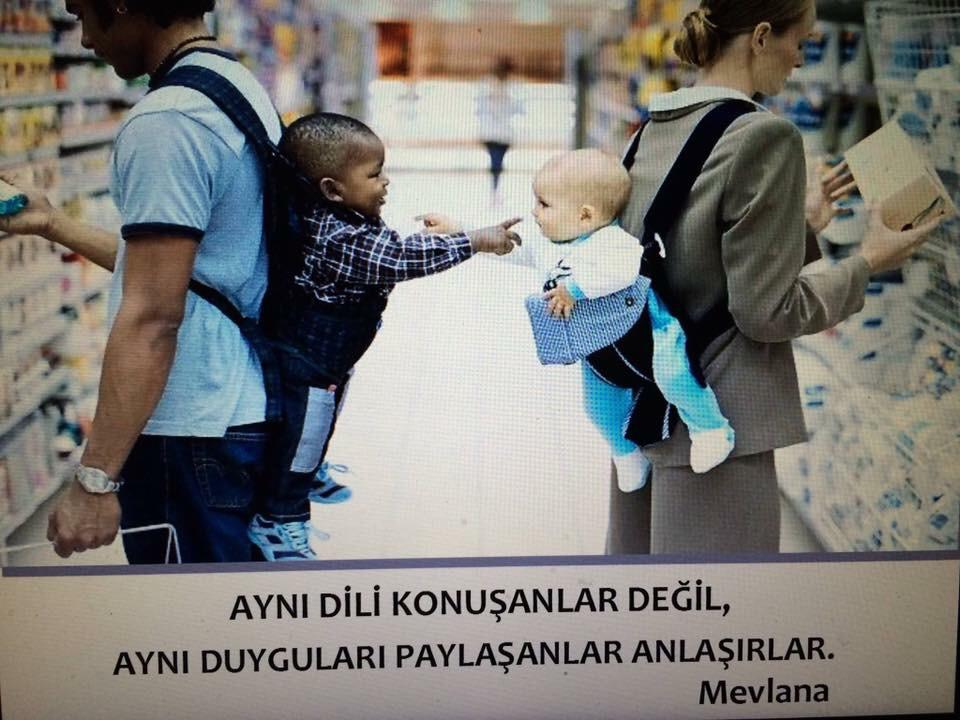 AYNI DİLİ KONUŞANLAR DEĞİL,
AYNI DUYGULARI PAYLAŞANLAR ANLAŞIRLAR.
Mevlana